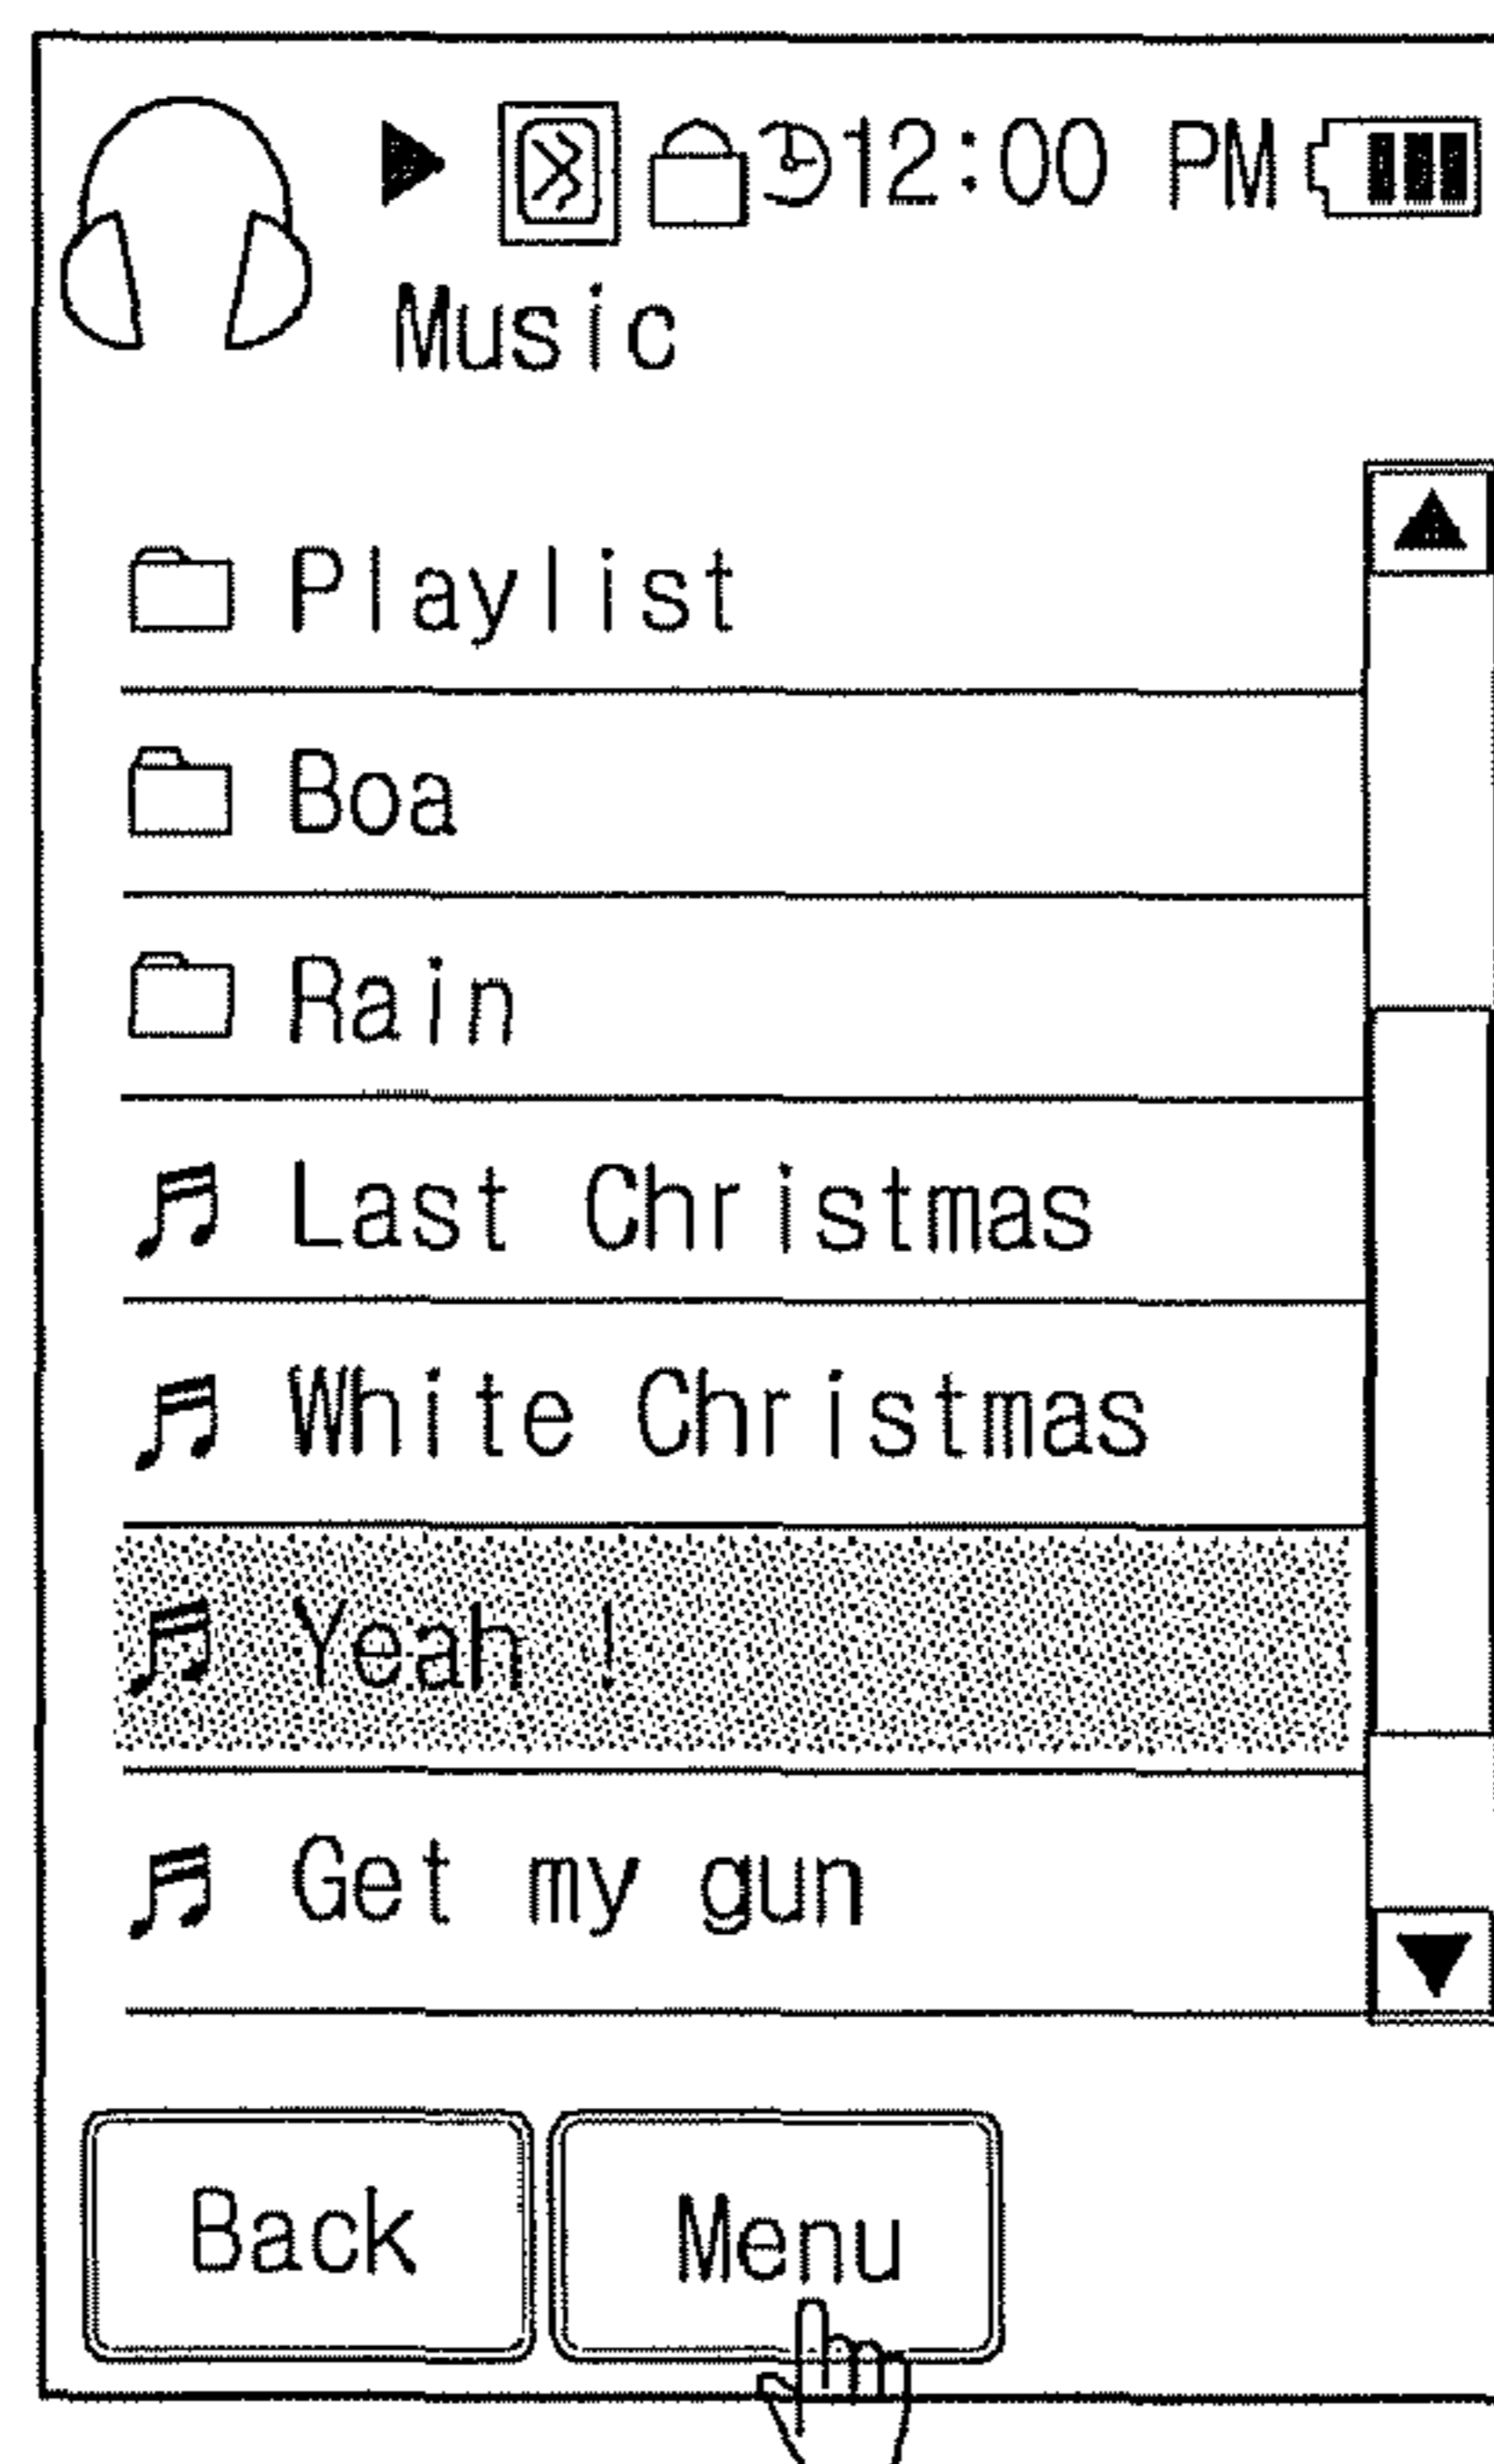 12:00 PM
Music
Playlist
Boa
Rain
Last Christmas
White Christmas
Yeah !
Get my gun
Back
Menu